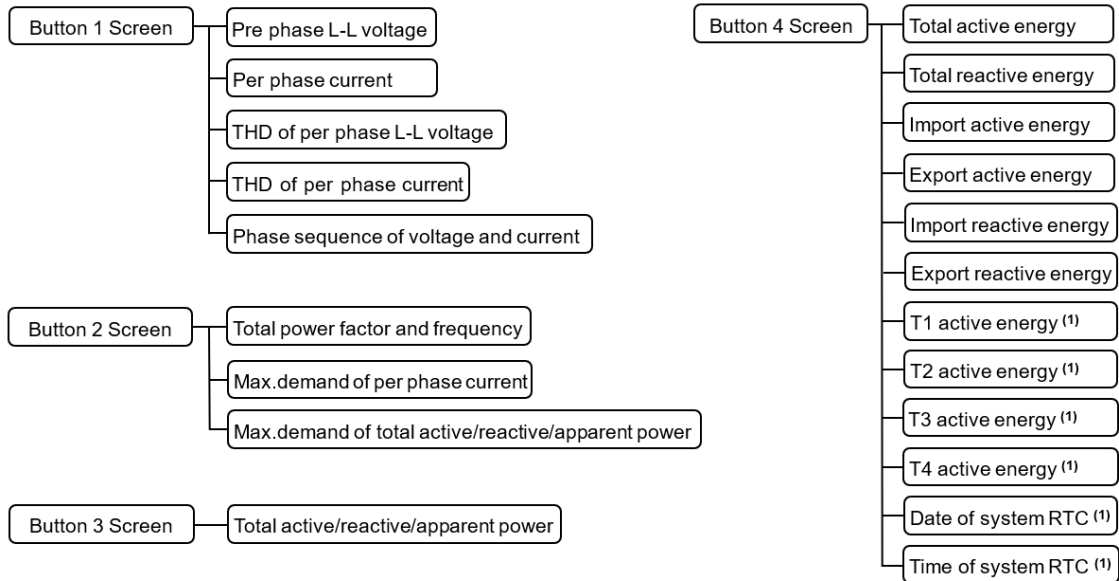 Button 1 Screen
Pre phase L-L voltage
Per phase current
THD of per phase L-L voltage
THD of per phase current
Phase sequence of voltage and current
Button 2 Screen
Total power factor and frequency
Max.demand of per phase current
Max.demand of total active/reactive/apparent power
Button 3 Screen
Total active/reactive/apparent power
Button 4 Screen
Total active energy
Total reactive energy
Import active energy
Export active energy
Import reactive energy
Export reactive energy
T1 active energy (1)
T2 active energy (1)
T3 active energy (1)
T4 active energy (1)
Date of system RTC (1)
Time of system RTC (1)